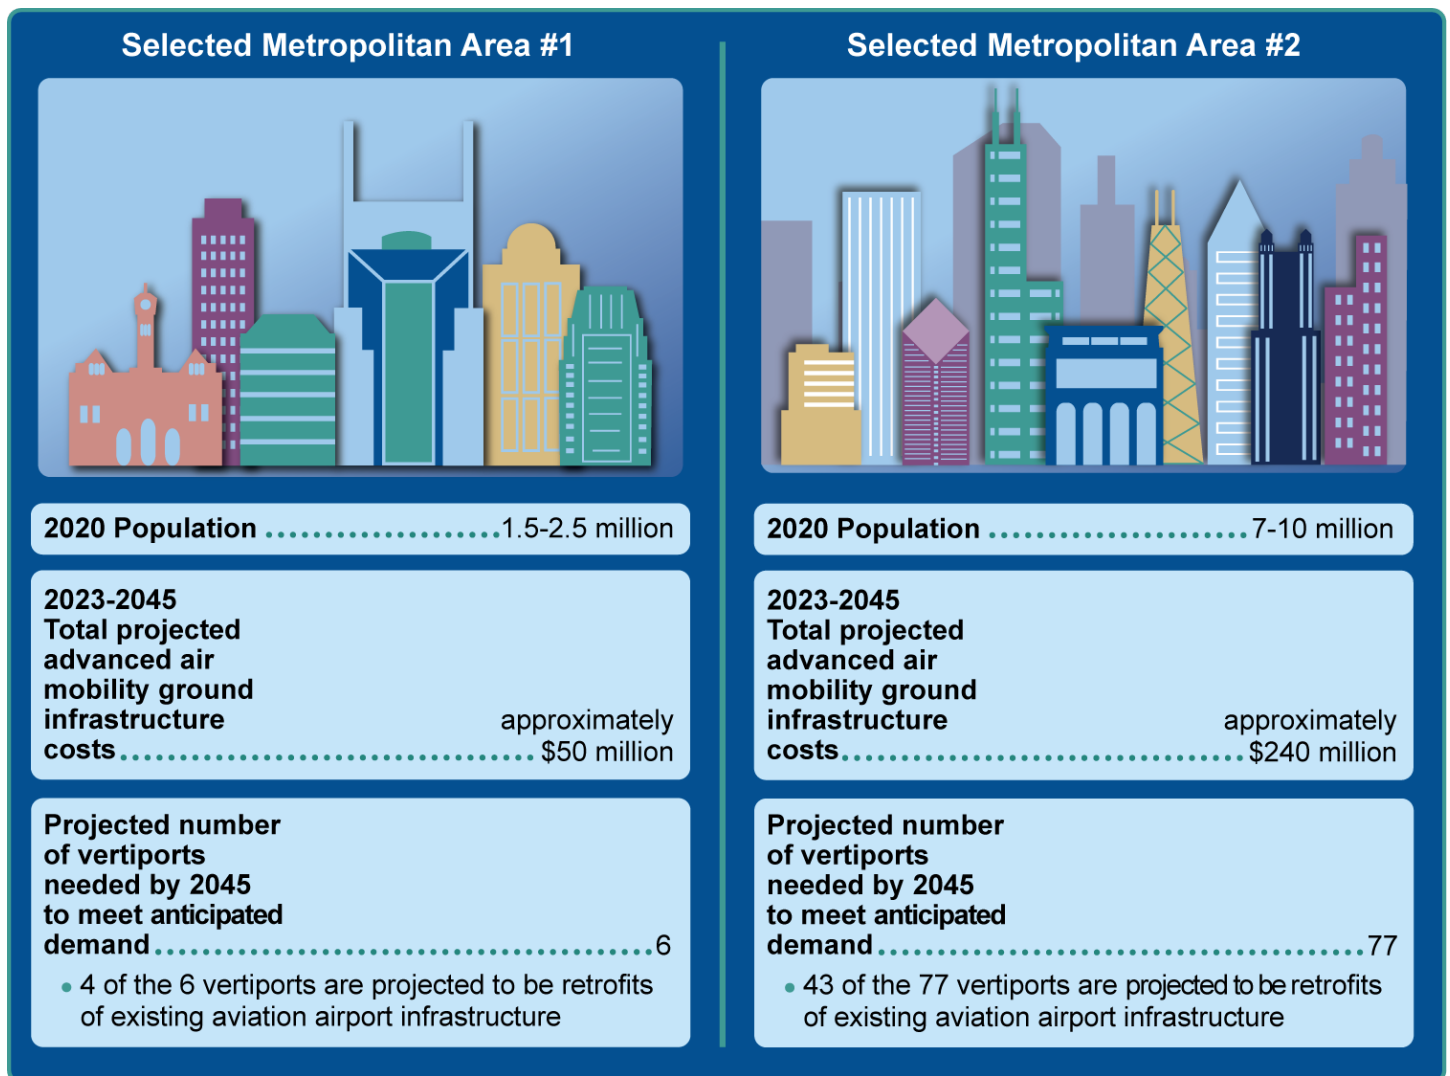 Selected Metropolitan Area #1
2020 Population ....................1.5-2.5 million
2023-2045
Total projected
advanced air
mobility ground
infrastructure approximately
costs................................... $50 million
Projected number
of vertiports
needed by 2045
to meet anticipated
demand..........................................6
• 4 of the 6 vertiports are projected to be retrofits
of existing aviation airport infrastructure
Selected Metropolitan Area #2
2020 Population ......................7-10 million
2023-2045
Total projected
advanced air
mobility ground
infrastructure approximately
costs..................................$240 million
Projected number
of vertiports
needed by 2045
to meet anticipated
demand.........................................77
• 43 of the 77 vertiports are projected to be retrofits
of existing aviation airport infrastructure